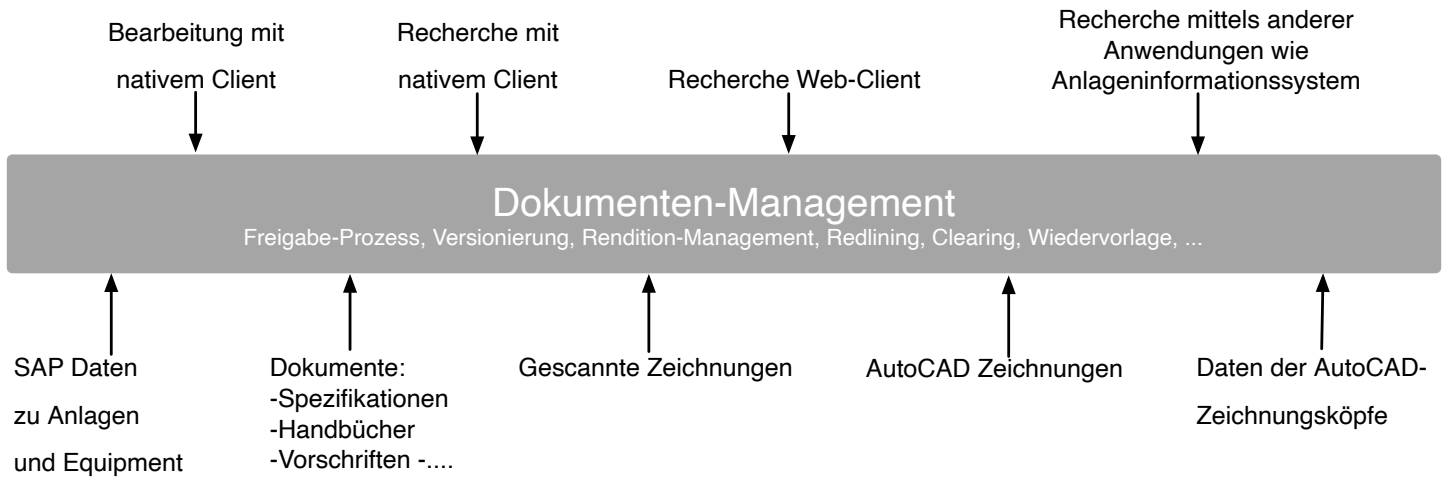 Bearbeitung mit
nativem Client
Recherche mit
nativem Client
Recherche Web-Client
Recherche mittels anderer
Anwendungen wie
Anlageninformationssystem
Dokumenten-Management
Freigabe-Prozess, Versionierung, Rendition-Management, Redlining, Clearing, Wiedervorlage, ...
SAP Daten
zu Anlagen
und Equipment
Dokumente:
-Spezifikationen
-Handbücher
-Vorschriften -....
Gescannte Zeichnungen
AutoCAD Zeichnungen
Daten der AutoCAD-
Zeichnungsköpfe